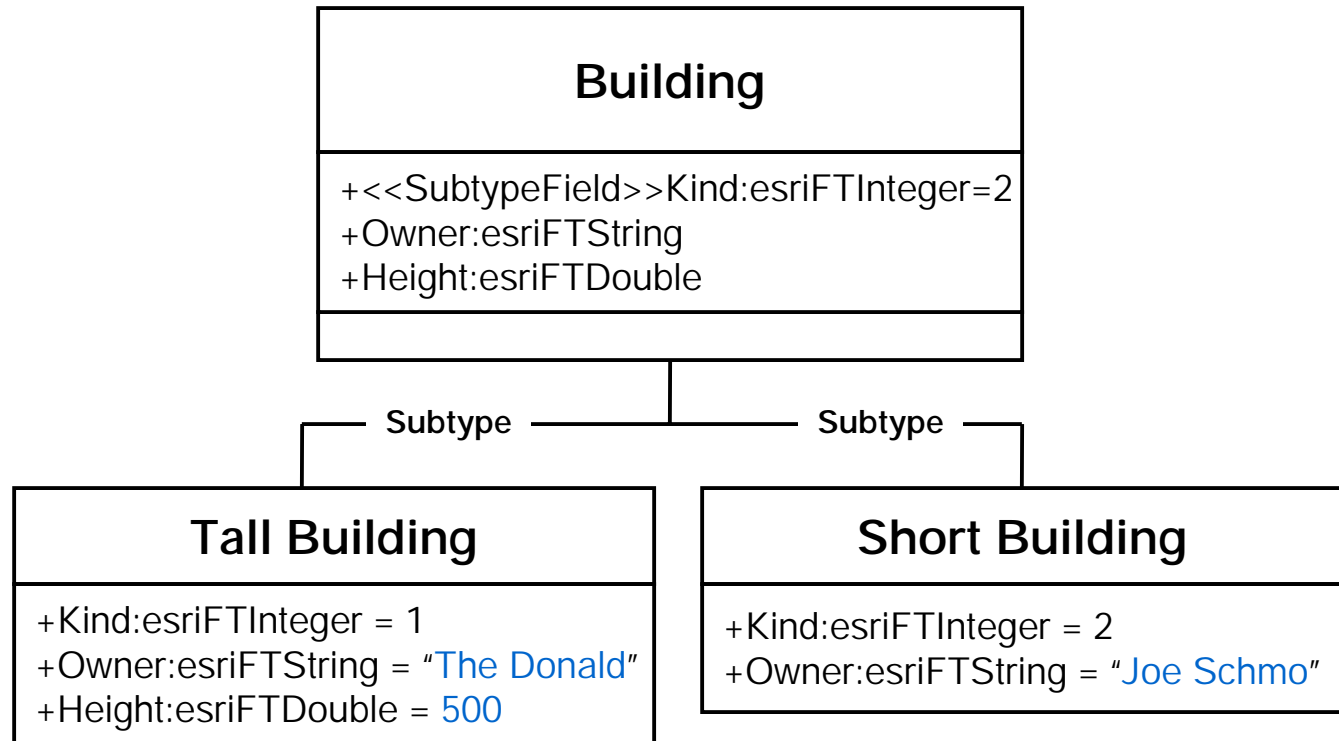 Building
+<<SubtypeField>>Kind:esriFTInteger=2
+Owner:esriFTString
+Height:esriFTDouble
Subtype
Subtype
Tall Building
+Kind:esriFTInteger = 1
+Owner:esriFTString = “The Donald”
+Height:esriFTDouble = 500
Short Building
+Kind:esriFTInteger = 2
+Owner:esriFTString = “Joe Schmo”